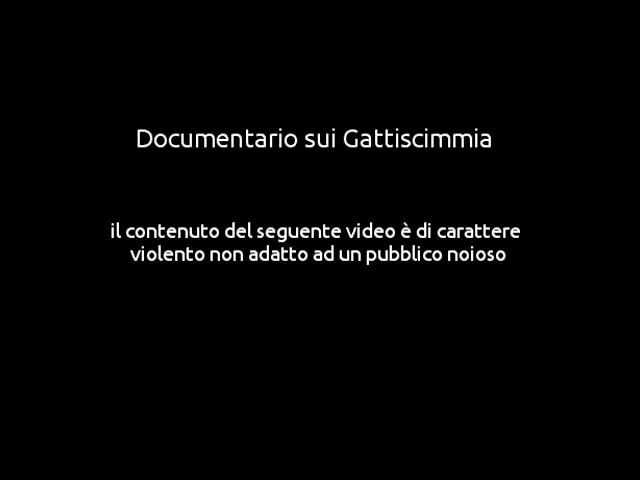 Documentario sui Gattiscimmia
il contenuto del seguente video è di carattere
violento non adatto ad un pubblico noioso